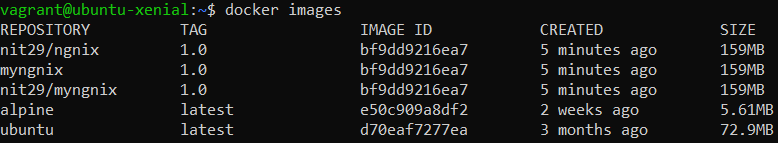 vagrant@ubuntu-xenial:~$ docker images
REPOSITORY TAG IMAGE ID CREATED SIZE
nit29/ngnix 1.0 bf9dd9216ea7 5 minutes ago 159MB
myngnix 1.0 bf9dd9216ea7 5 minutes ago 159MB
nit29/myngnix 1.0 bf9dd9216ea7 5 minutes ago 159MB
alpine latest e50c909a8df2 2 weeks ago 5.61MB
ubuntu latest d70eaf7277ea 3 months ago 72.9MB